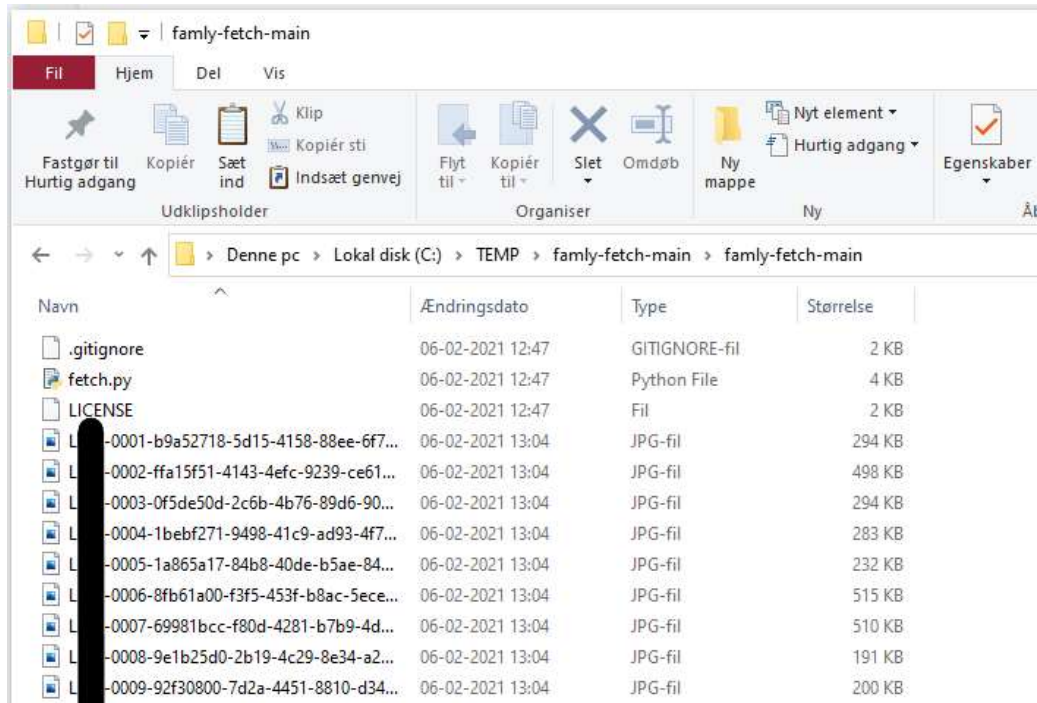 famly-fetch-main
Fil Hjem Del Vis
Fastgør til Hurtig adgang
Kopiér
Sæt ind
Klip
Kopiér sti
Indsæt genvej
Udklipsholder
Flyt til
Kopiér til
Slet
Omdøb
Organiser
Ny mappe
Nyt element
Hurtig adgang
Ny
Egenskaber
Denne pc > Lokal disk (C:) > TEMP > famly-fetch-main > famly-fetch-main
Navn Ændringsdato Type Størrelse
.gitignore 06-02-2021 12:47 GITIGNORE-fil 2 KB
fetch.py 06-02-2021 12:47 Python File 4 KB
LICENSE 06-02-2021 12:47 Fil 2 KB
L -0001-b9a52718-5d15-4158-88ee-6f7... 06-02-2021 13:04 JPG-fil 294 KB
L -0002-ffa15f51-4143-4efc-9239-ce61... 06-02-2021 13:04 JPG-fil 498 KB
L -0003-0f5de50d-2c6b-4b76-89d6-90... 06-02-2021 13:04 JPG-fil 294 KB
L -0004-1bebf271-9498-41c9-ad93-4f7... 06-02-2021 13:04 JPG-fil 283 KB
L -0005-1a865a17-84b8-40de-b5ae-84... 06-02-2021 13:04 JPG-fil 232 KB
L -0006-8fb61a00-f3f5-453f-b8ac-5ece... 06-02-2021 13:04 JPG-fil 515 KB
L -0007-69981bcc-f80d-4281-b7b9-4d... 06-02-2021 13:04 JPG-fil 510 KB
L -0008-9e1b25d0-2b19-4c29-8e34-a2... 06-02-2021 13:04 JPG-fil 191 KB
L -0009-92f30800-7d2a-4451-8810-d34... 06-02-2021 13:04 JPG-fil 200 KB